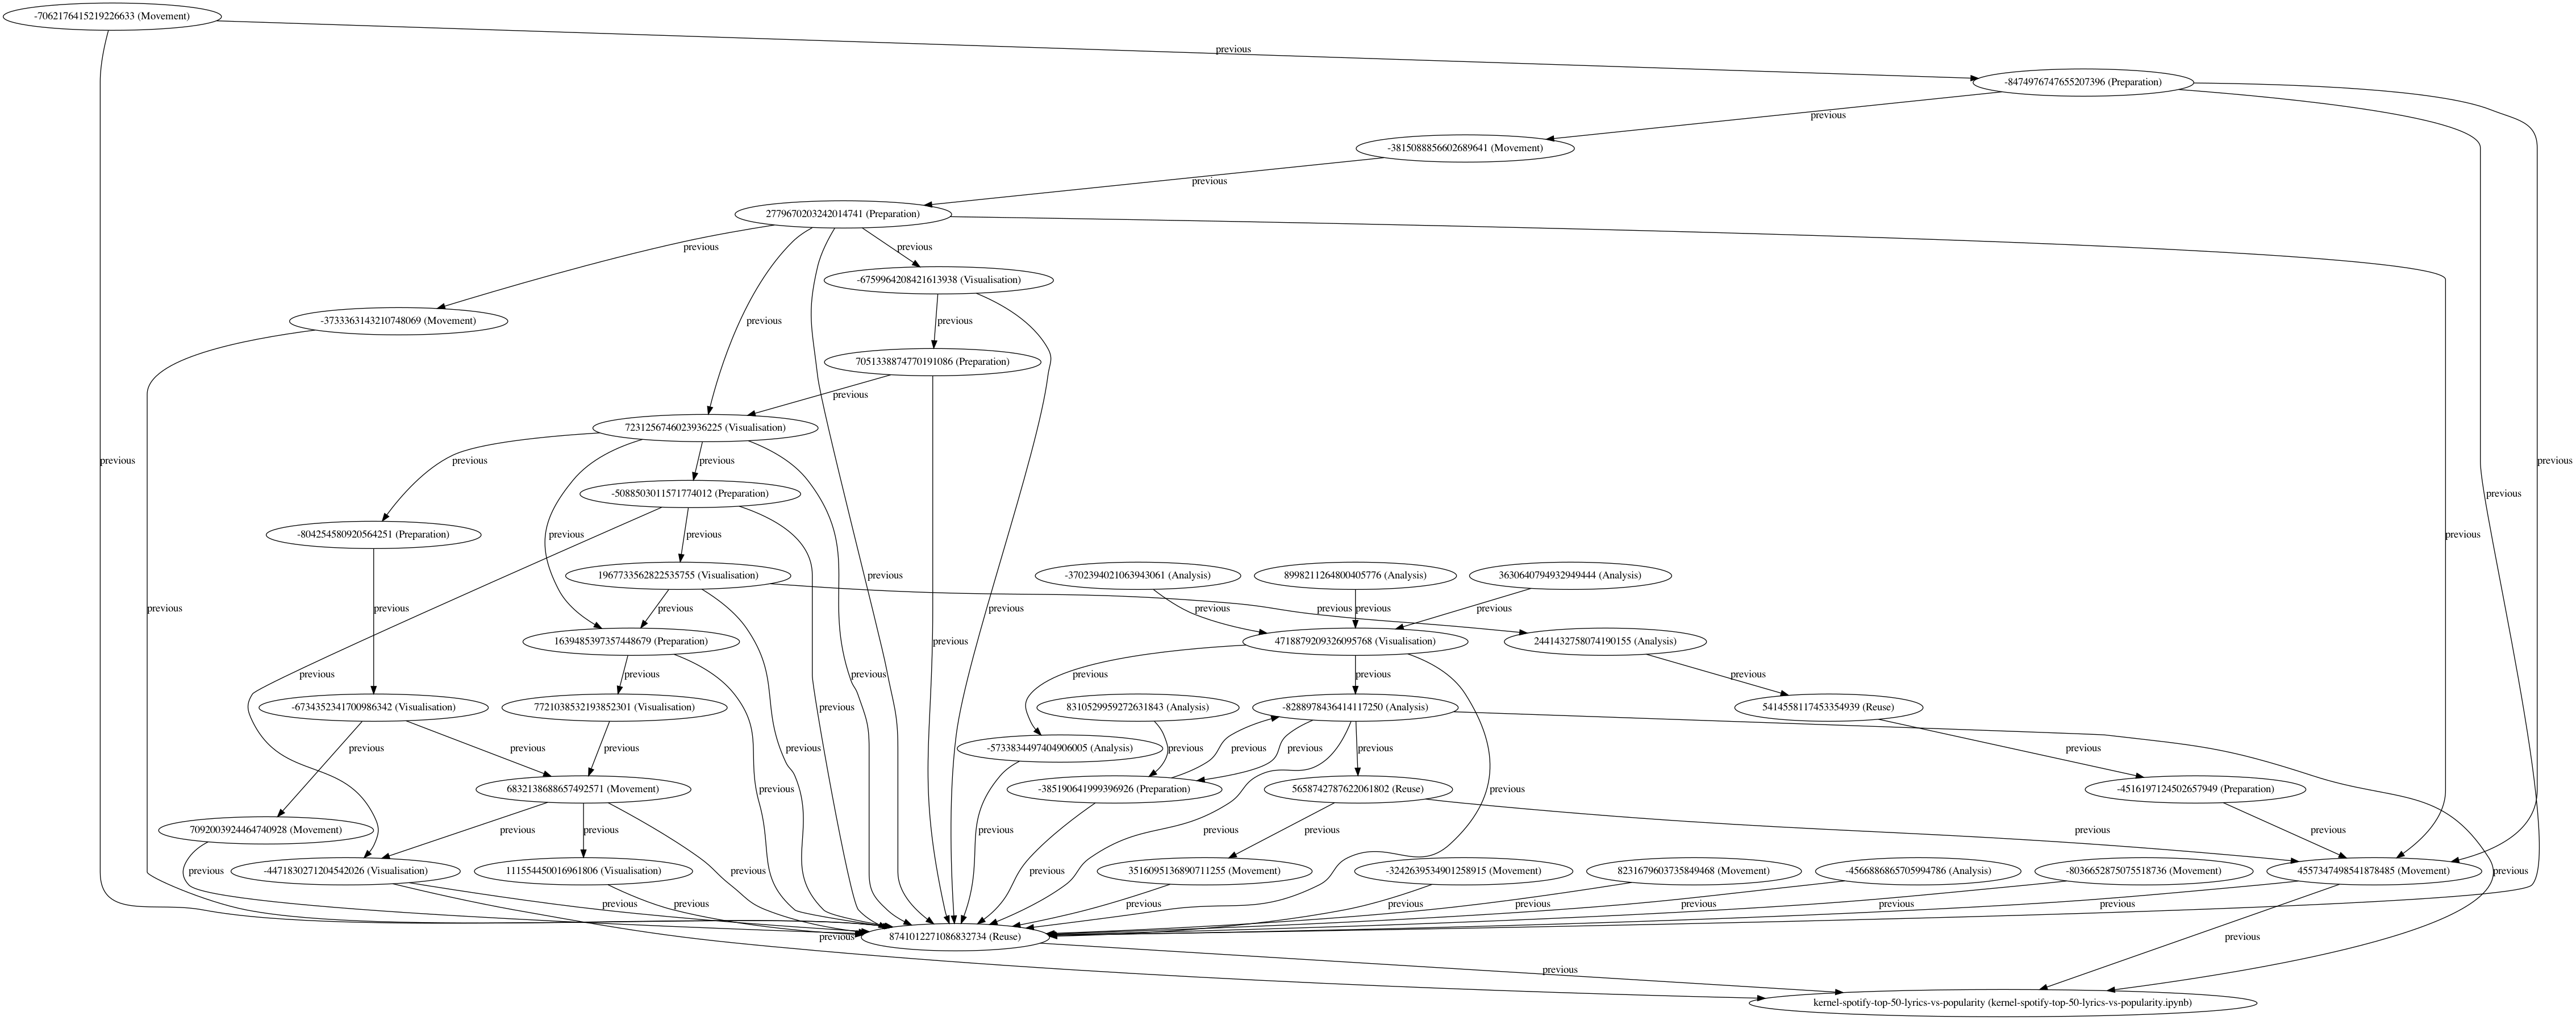 -7062176415219226633 (Movement)
previous
-8474976747655207396 (Preparation)
previous
-3815088856602689641 (Movement)
previous
2779670203242014741 (Preparation)
previous
previous
-6759964208421613938 (Visualisation)
-3733363143210748069 (Movement)
previous
previous
7051338874770191086 (Preparation)
previous
7231256746023936225 (Visualisation)
previous
previous
previous
previous
-5088503011571774012 (Preparation)
previous
-804254580920564251 (Preparation)
previous
previous
previous
1967733562822535755 (Visualisation)
-3702394021063943061 (Analysis)
8998211264800405776 (Analysis)
3630640794932949444 (Analysis)
previous
previous
previous
previous
previous
previous
previous
previous
previous
1639485397357448679 (Preparation)
previous
4718879209326095768 (Visualisation)
2441432758074190155 (Analysis)
previous
previous
previous
previous
previous
previous
-6734352341700986342 (Visualisation)
7721038532193852301 (Visualisation)
previous
8310529959272631843 (Analysis)
-8288978436414117250 (Analysis)
5414558117453354939 (Reuse)
previous
previous
previous
previous
-5733834497404906005 (Analysis)
previous
previous
previous
previous
previous
6832138688657492571 (Movement)
previous
-385190641999396926 (Preparation)
5658742787622061802 (Reuse)
previous
-4516197124502657949 (Preparation)
7092003924464740928 (Movement)
previous
previous
previous
previous
previous
previous
previous
previous
-4471830271204542026 (Visualisation)
111554450016961806 (Visualisation)
previous
previous
3516095136890711255 (Movement)
-3242639534901258915 (Movement)
8231679603735849468 (Movement)
-4566886865705994786 (Analysis)
-8036652875075518736 (Movement)
4557347498541878485 (Movement)
previous
previous
previous
previous
previous
previous
previous
previous
previous
previous
8741012271086832734 (Reuse)
previous
previous
kernel-spotify-top-50-lyrics-vs-popularity (kernel-spotify-top-50-lyrics-vs-popularity.ipynb)